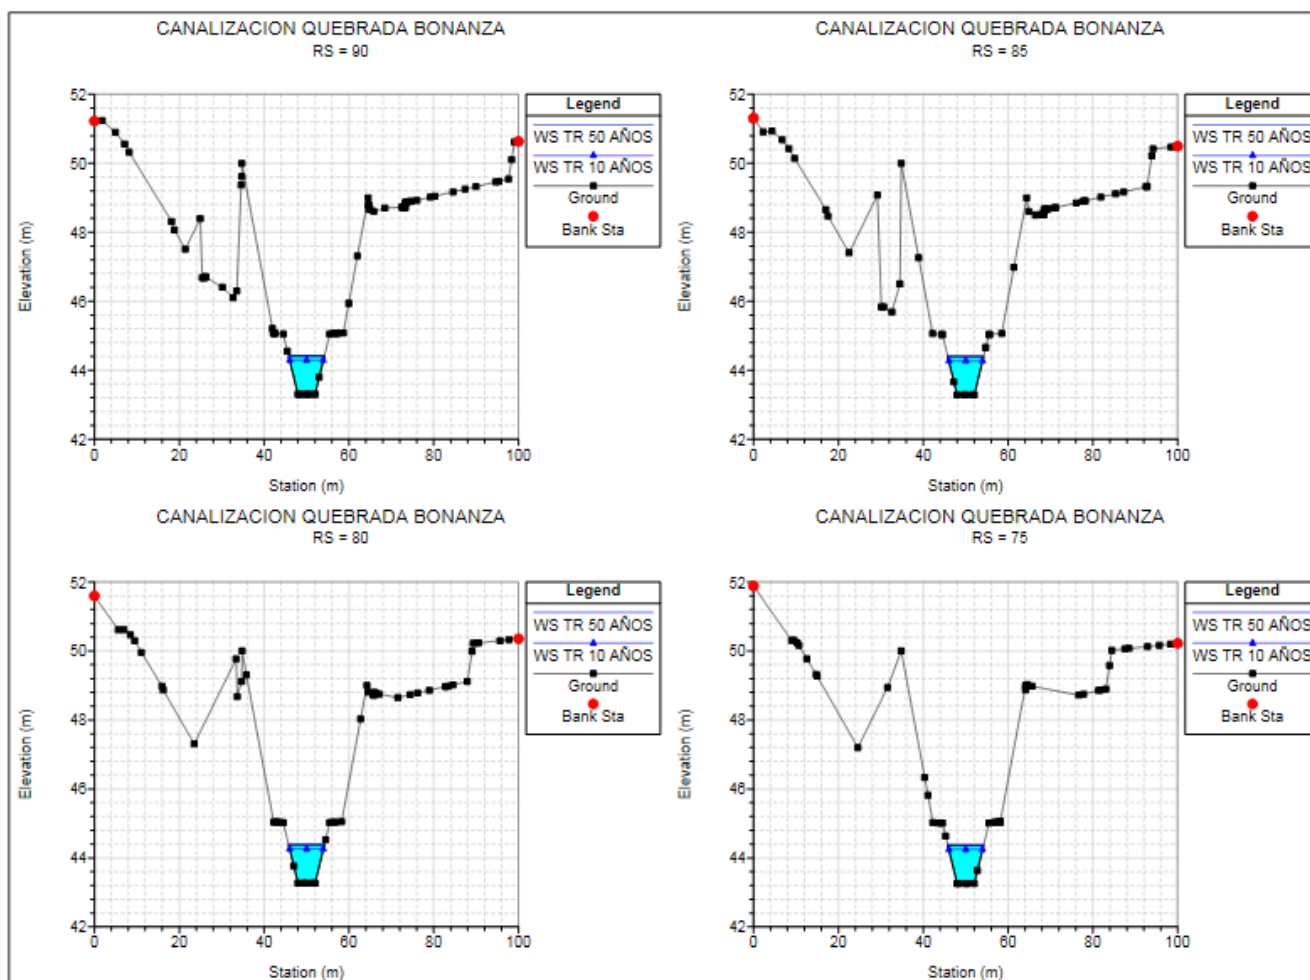 CANALIZACION QUEBRADA BONANZA
RS = 90
52
50
48
46
44
42
Elevation (m)
0 20 40 60 80 100
Station (m)
Legend
WS TR 50 AÑOS
WS TR 10 AÑOS
Ground
Bank Sta
CANALIZACION QUEBRADA BONANZA
RS = 85
52
50
48
46
44
42
Elevation (m)
0 20 40 60 80 100
Station (m)
Legend
WS TR 50 AÑOS
WS TR 10 AÑOS
Ground
Bank Sta
CANALIZACION QUEBRADA BONANZA
RS = 80
52
50
48
46
44
42
Elevation (m)
0 20 40 60 80 100
Station (m)
Legend
WS TR 50 AÑOS
WS TR 10 AÑOS
Ground
Bank Sta
CANALIZACION QUEBRADA BONANZA
RS = 75
52
50
48
46
44
42
Elevation (m)
0 20 40 60 80 100
Station (m)
Legend
WS TR 50 AÑOS
WS TR 10 AÑOS
Ground
Bank Sta